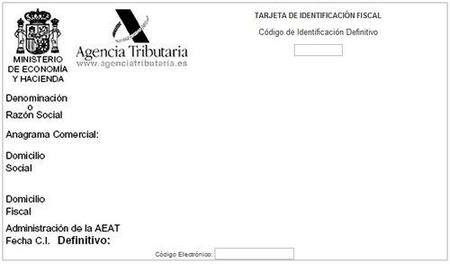 MINISTERIO
DE ECONOMÍA
Y HACIENDA
Agencia Tributaria
www.agenciatributaria.es
TARJETA DE IDENTIFICACIÓN FISCAL
Código de Identificación Definitivo
Denominación
o
Razón Social
Anagrama Comercial:
Domicilio
Social
Domicilio
Fiscal
Administración de la AEAT
Fecha C.I. Definitivo:
Código Electrónico: